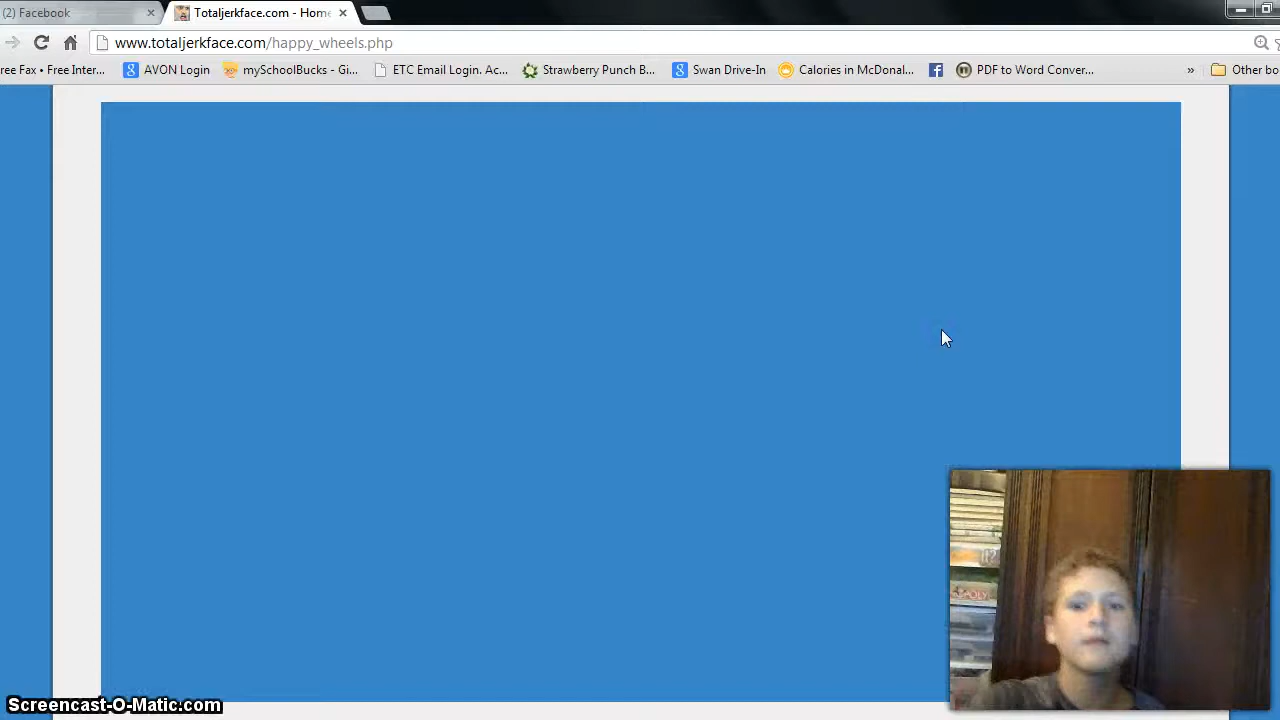 (2) Facebook
Totaljerkface.com - Hom
www.totaljerkface.com/happy_wheels.php
ree Fax • Free Inter...
AVON Login
mySchoolBucks - Gi...
ETC Email Login. Ac...
Strawberry Punch B...
Swan Drive-In
Calories in McDonal...
PDF to Word Conver...
»
Other bo
Screencast-O-Matic.com